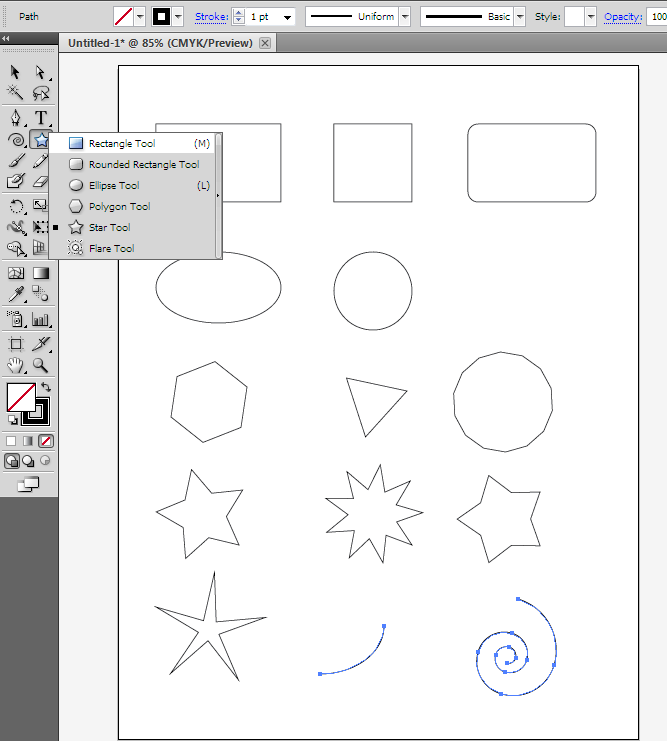 Path Stroke: 1 pt Uniform Basic Style: Opacity: 100
Untitled-1* @ 85% (CMYK/Preview)
T
Rectangle Tool (M)
Rounded Rectangle Tool
Ellipse Tool (L)
Polygon Tool
Star Tool
Flare Tool